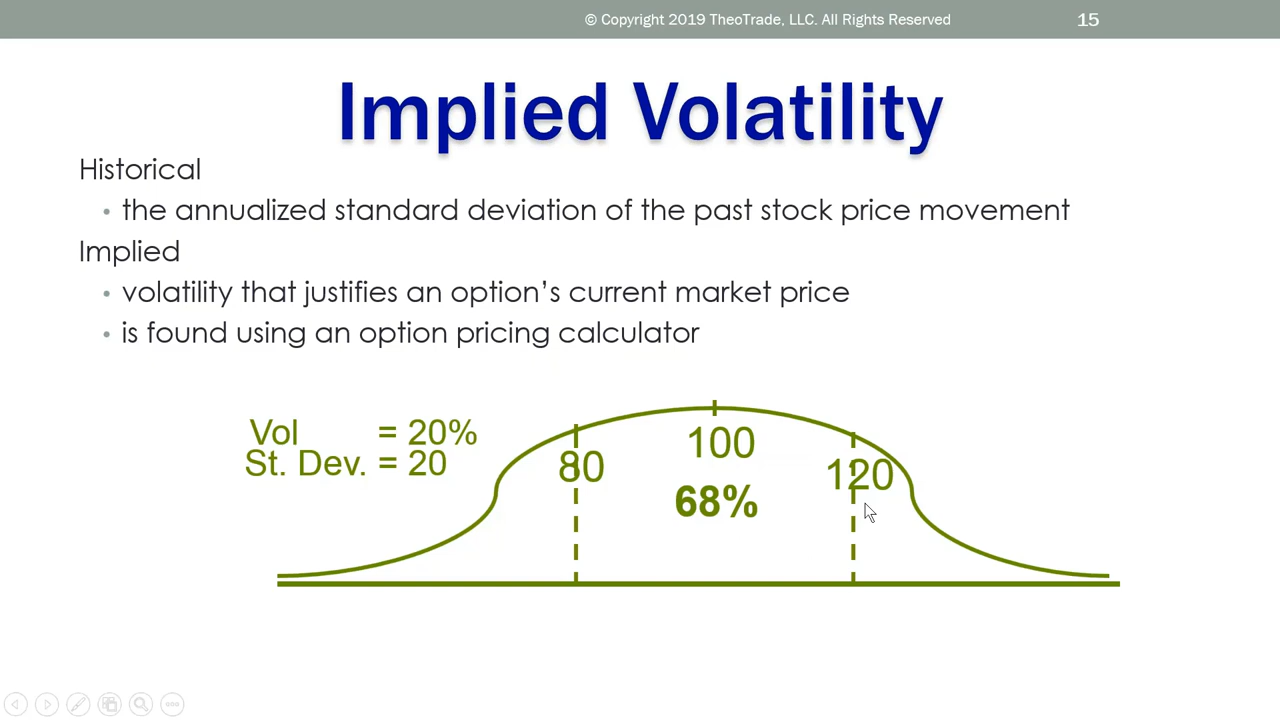 © Copyright 2019 TheoTrade, LLC. All Rights Reserved 15
Implied Volatility
Historical
• the annualized standard deviation of the past stock price movement
Implied
• volatility that justifies an option’s current market price
• is found using an option pricing calculator
Vol = 20%
St. Dev. = 20
80
100
120
68%